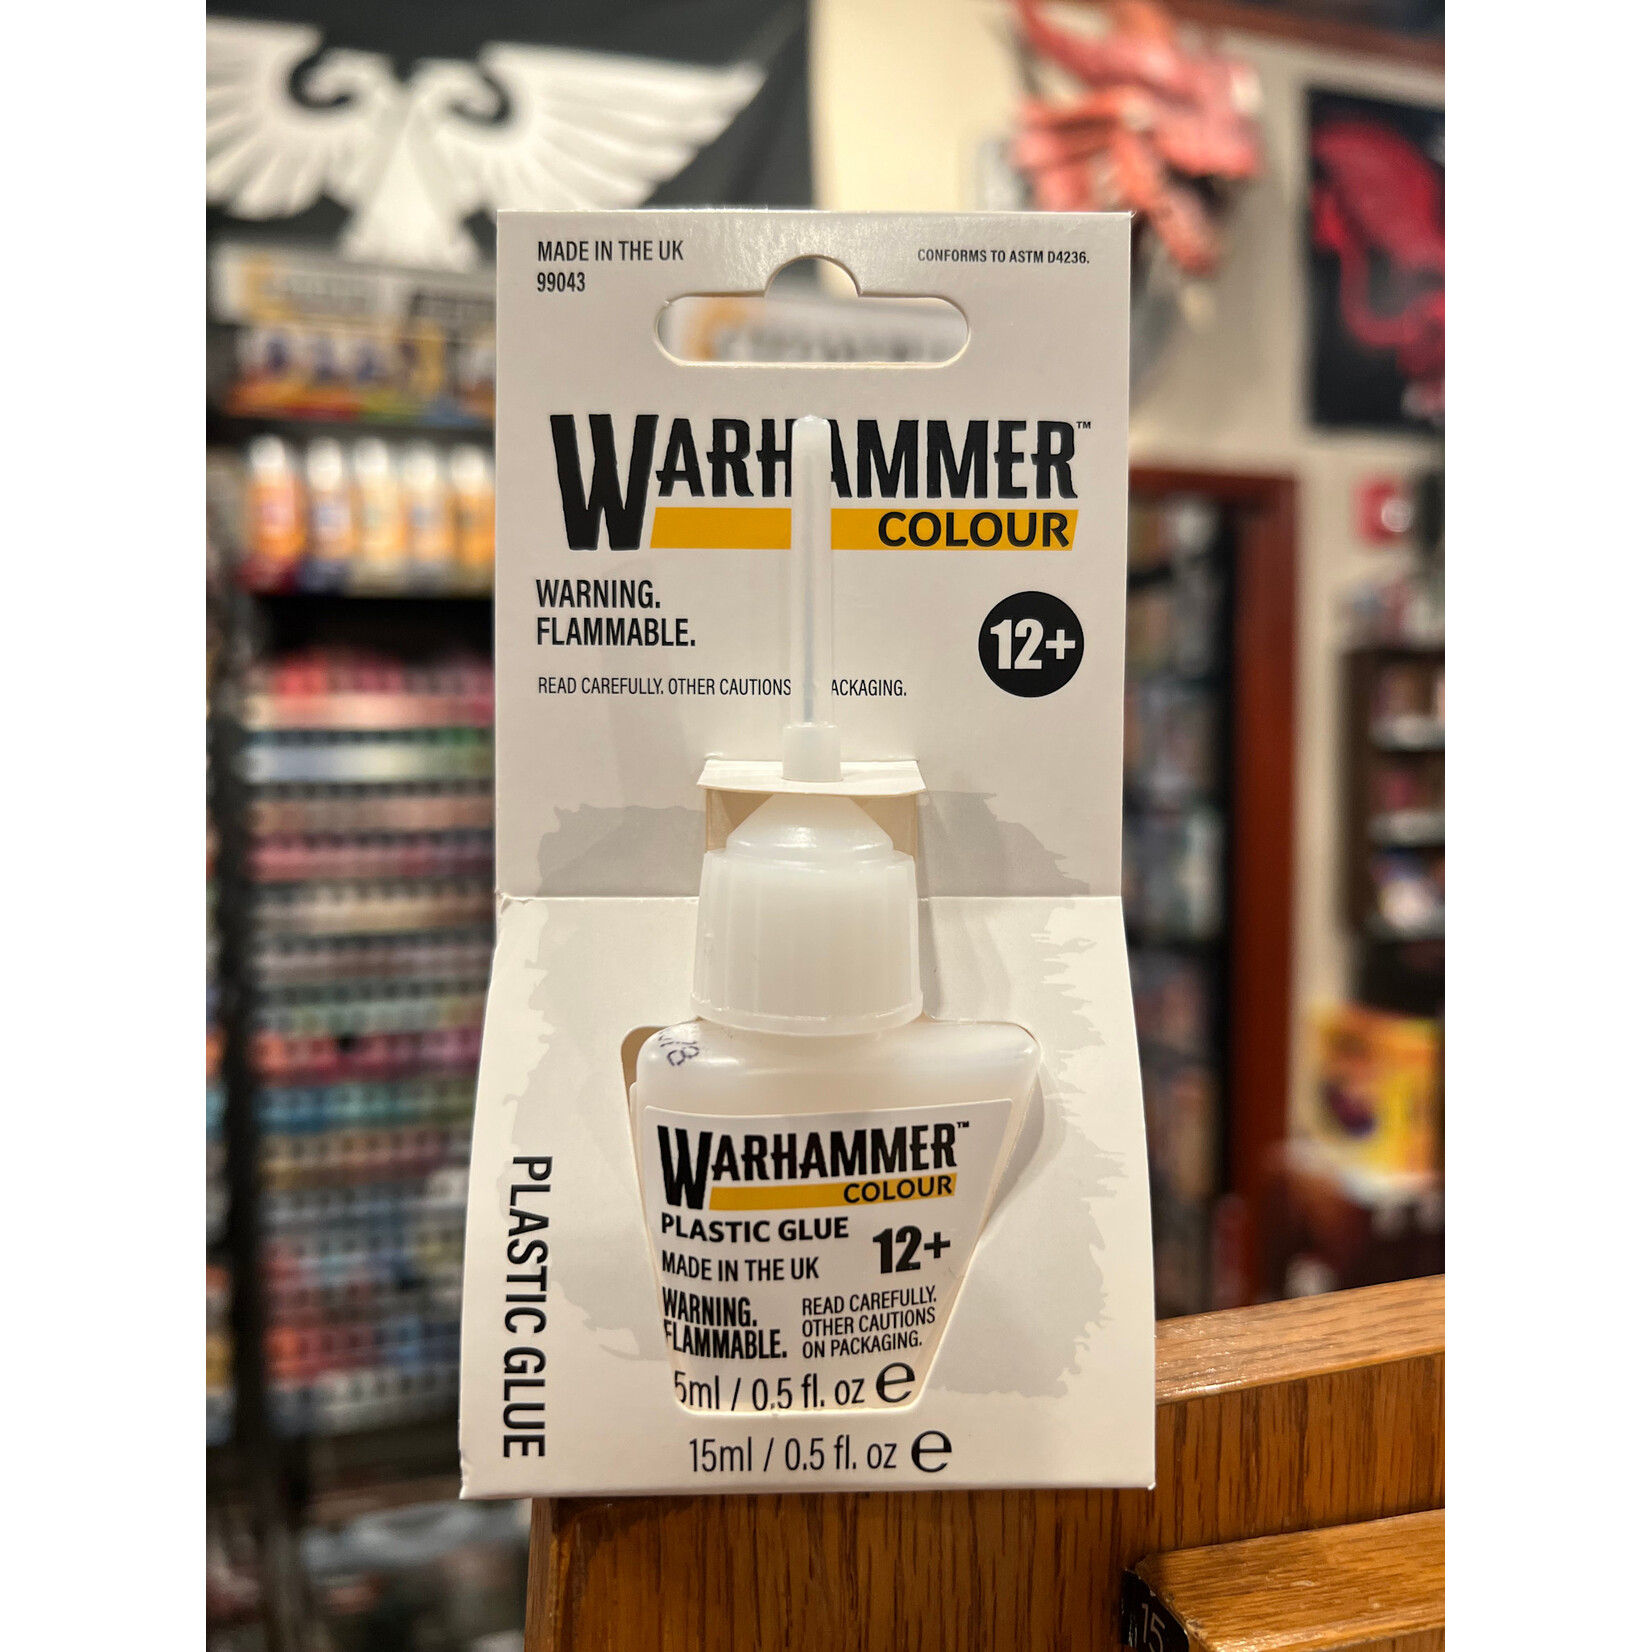 MADE IN THE UK
99043
CONFORMS TO ASTM D4236.
WARHAMMER™
COLOUR
WARNING.
FLAMMABLE.
12+
READ CAREFULLY. OTHER CAUTIONS ACKAGING.
WARHAMMER™
COLOUR
PLASTIC GLUE
12+
MADE IN THE UK
WARNING.
FLAMMABLE.
READ CAREFULLY.
OTHER CAUTIONS
ON PACKAGING.
5ml / 0.5 fl. oz e
PLASTIC GLUE
15ml / 0.5 fl. oz e
15